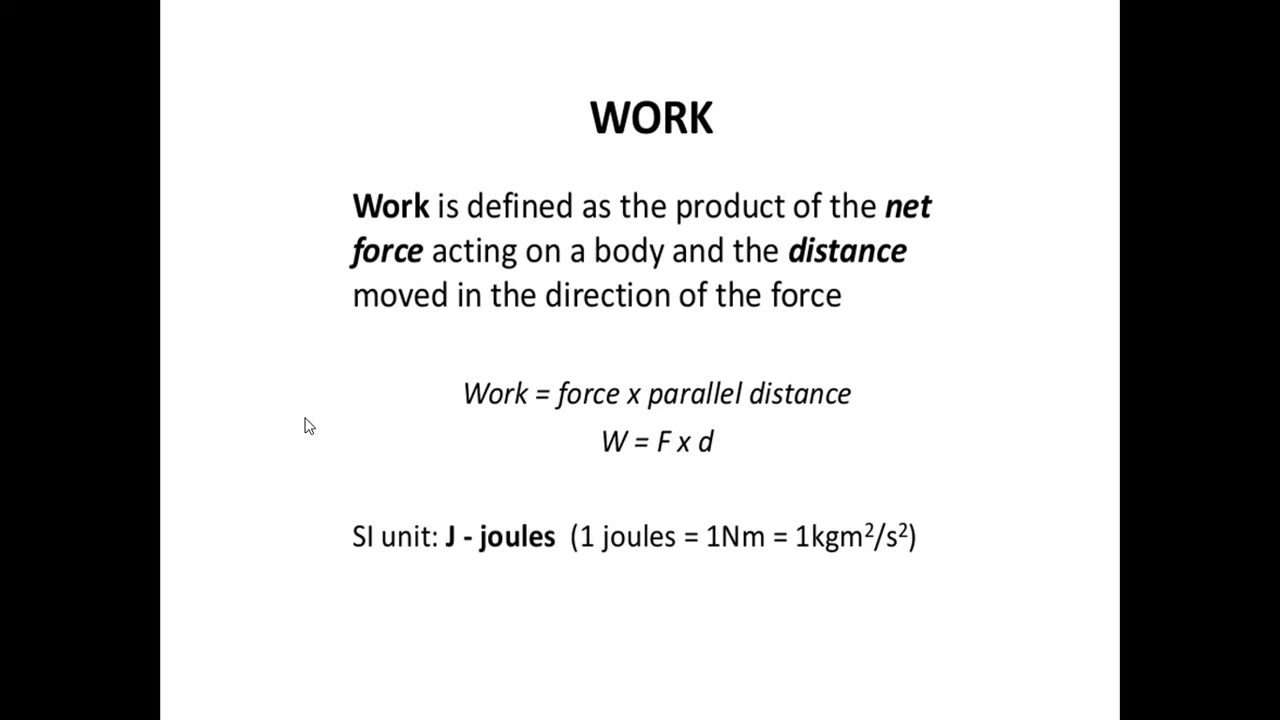 WORK
Work is defined as the product of the net
force acting on a body and the distance
moved in the direction of the force
Work = force x parallel distance
W = F x d
SI unit: J - joules (1 joules = 1Nm = 1kgm²/s²)